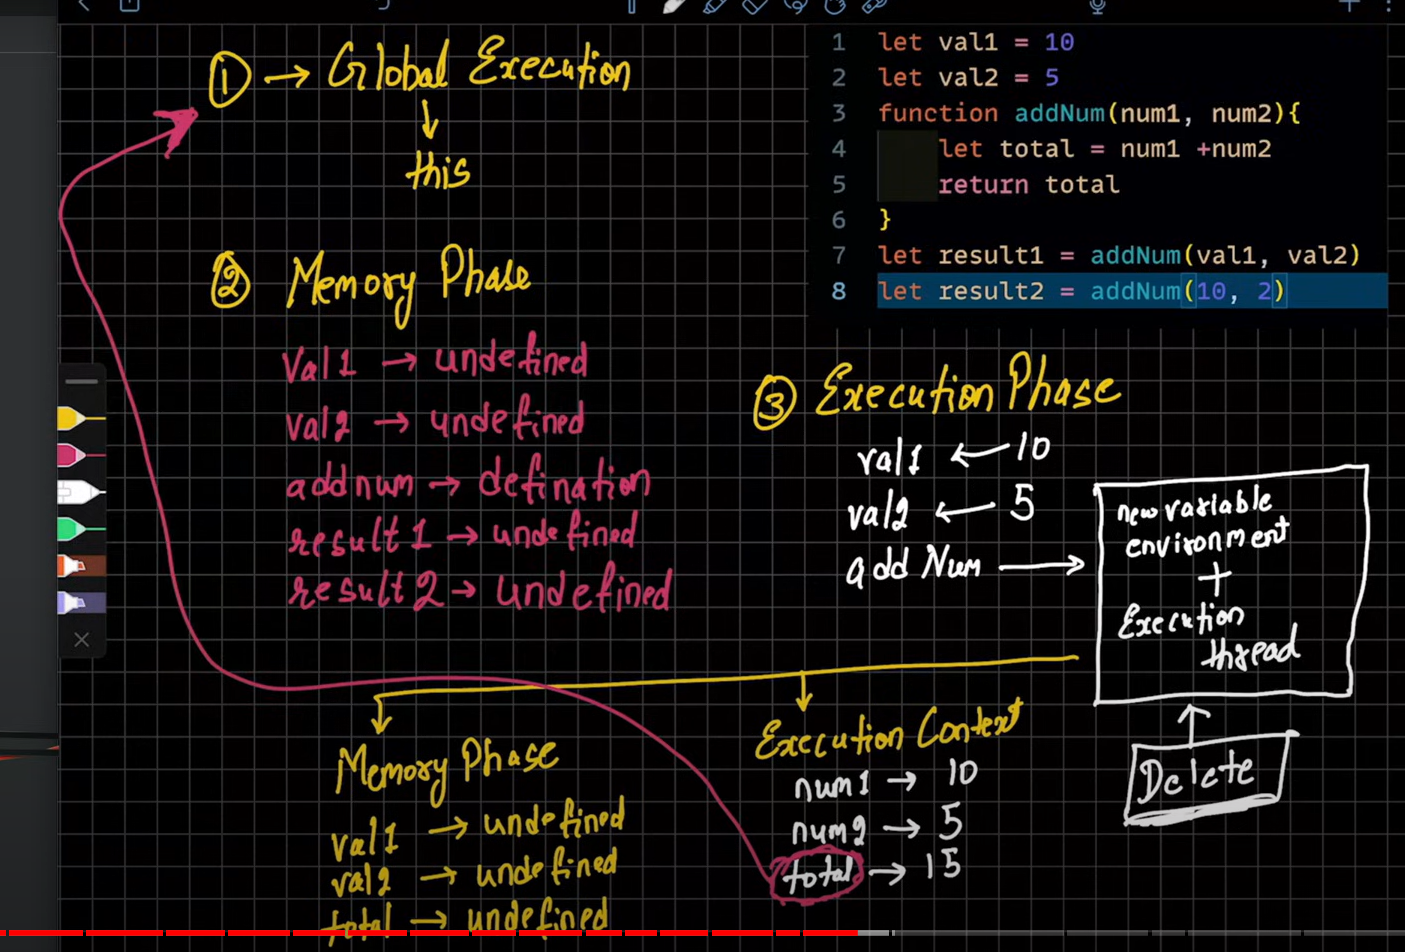 ① → Global Execution
this
② Memory Phase
Val1 → undefined
val2 → undefined
addnum → defination
result1 → undefined
result2 → undefined
1 let val1 = 10
2 let val2 = 5
3 function addNum(num1, num2){
4 let total = num1 +num2
5 return total
6 }
7 let result1 = addNum(val1, val2)
8 let result2 = addNum(10, 2)
③ Execution Phase
val1 ← 10
val2 ← 5
add Num →
new variable
environment
+
Execution
thread
Delete
Memory Phase
val1 → undefined
val2 → undefined
total → undefined
Execution Context
num1 → 10
num2 → 5
total → 15